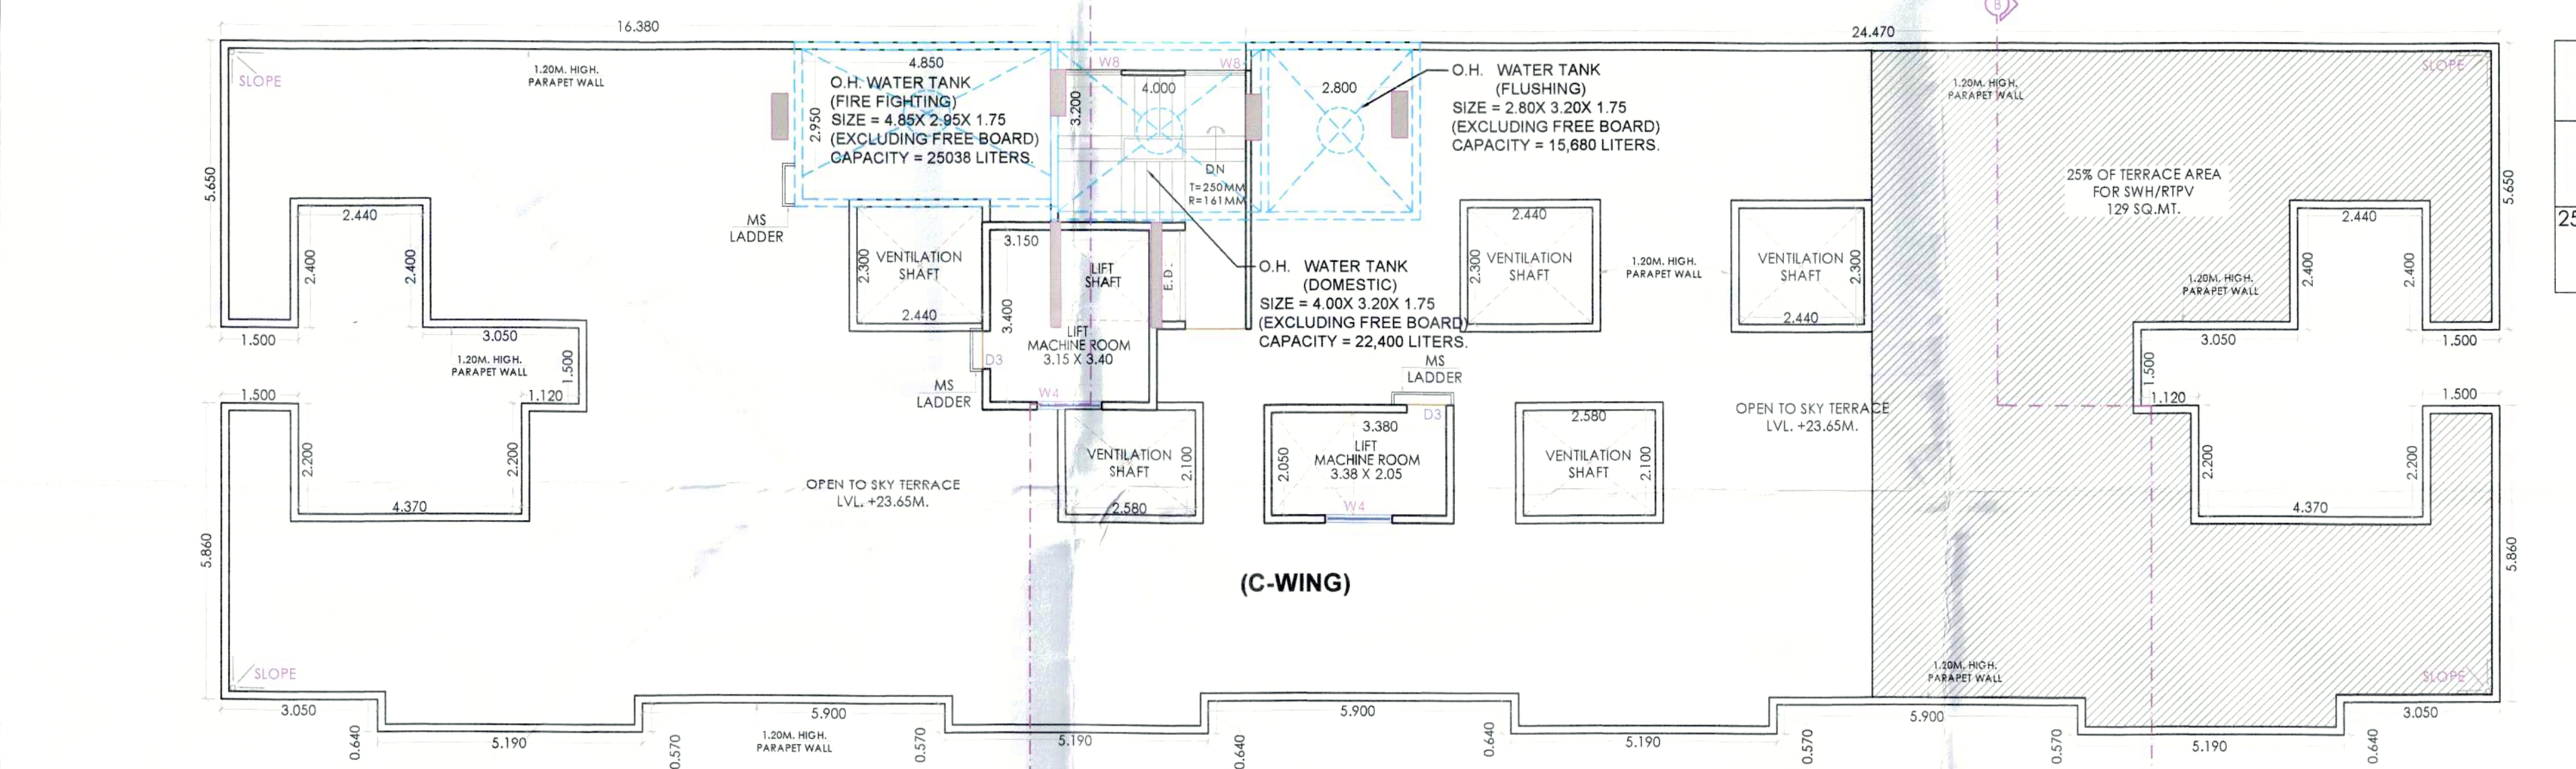 16.380
24.470
B
SLOPE
1.20M. HIGH.
PARAPET WALL
4.850
O.H. WATER TANK
(FIRE FIGHTING)
SIZE = 4.85X 2.95X 1.75
(EXCLUDING FREE BOARD)
CAPACITY = 25038 LITERS.
2.950
W8
W8
3.200
4.000
DN
T=250MM
R=161MM
2.800
O.H. WATER TANK
(FLUSHING)
SIZE = 2.80X 3.20X 1.75
(EXCLUDING FREE BOARD)
CAPACITY = 15,680 LITERS.
1.20M. HIGH.
PARAPET WALL
SLOPE
25% OF TERRACE AREA
FOR SWH/RTPV
129 SQ.MT.
5.650
5.650
25
MS
LADDER
2.440
2.400
2.400
VENTILATION
SHAFT
2.300
2.440
3.150
LIFT
SHAFT
E.D.
3.400
LIFT
MACHINE ROOM
3.15 X 3.40
D3
W4
MS
LADDER
O.H. WATER TANK
(DOMESTIC)
SIZE = 4.00X 3.20X 1.75
(EXCLUDING FREE BOARD)
CAPACITY = 22,400 LITERS.
2.440
2.300
VENTILATION
SHAFT
1.20M. HIGH.
PARAPET WALL
VENTILATION
SHAFT
2.300
2.440
2.440
2.400
2.400
1.20M. HIGH.
PARAPET WALL
1.500
3.050
1.20M. HIGH.
PARAPET WALL
1.500
1.500
1.120
3.050
1.500
1.500
1.120
1.500
MS
LADDER
D3
3.380
LIFT
MACHINE ROOM
3.38 X 2.05
2.050
W4
2.580
VENTILATION
SHAFT
2.100
VENTILATION
SHAFT
2.100
2.580
OPEN TO SKY TERRACE
LVL. +23.65M.
OPEN TO SKY TERRACE
LVL. +23.65M.
2.200
2.200
4.370
2.200
2.200
4.370
5.860
5.860
(C-WING)
SLOPE
1.20M. HIGH.
PARAPET WALL
SLOPE
3.050
0.640
5.190
0.570
5.900
1.20M. HIGH.
PARAPET WALL
0.570
5.190
0.640
5.900
0.640
5.190
0.570
5.900
0.570
5.190
0.640
3.050